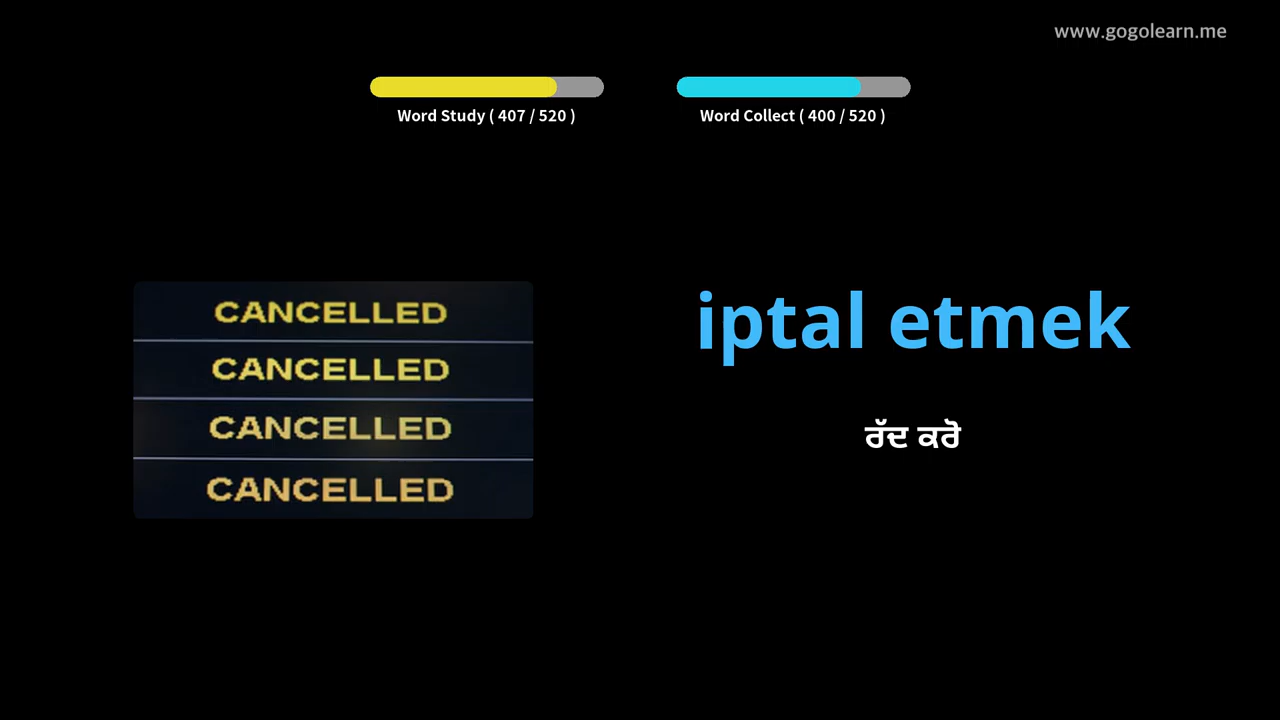 www.gogolearn.me
Word Study ( 407 / 520 )
Word Collect ( 400 / 520 )
CANCELLED
CANCELLED
CANCELLED
CANCELLED
iptal etmek
ਰੱਦ ਕਰੋ